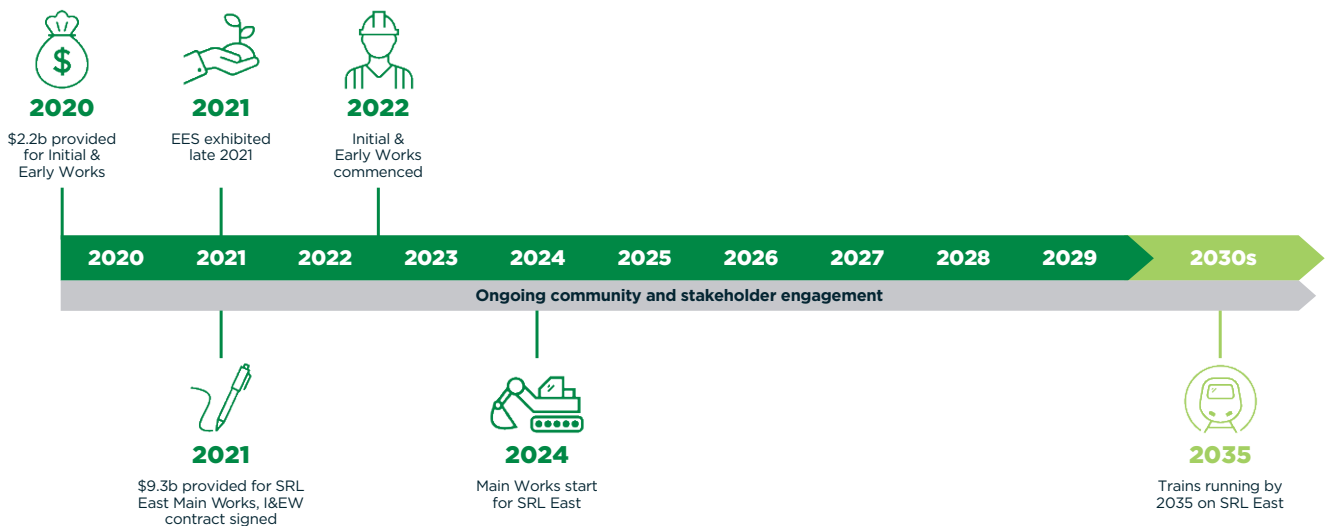 $
2020
$2.2b provided
for Initial &
Early Works
2021
EES exhibited
late 2021
2022
Initial &
Early Works
commenced
2020 2021 2022 2023 2024 2025 2026 2027 2028 2029 2030s
Ongoing community and stakeholder engagement
2021
$9.3b provided for SRL
East Main Works, I&EW
contract signed
2024
Main Works start
for SRL East
2035
Trains running by
2035 on SRL East